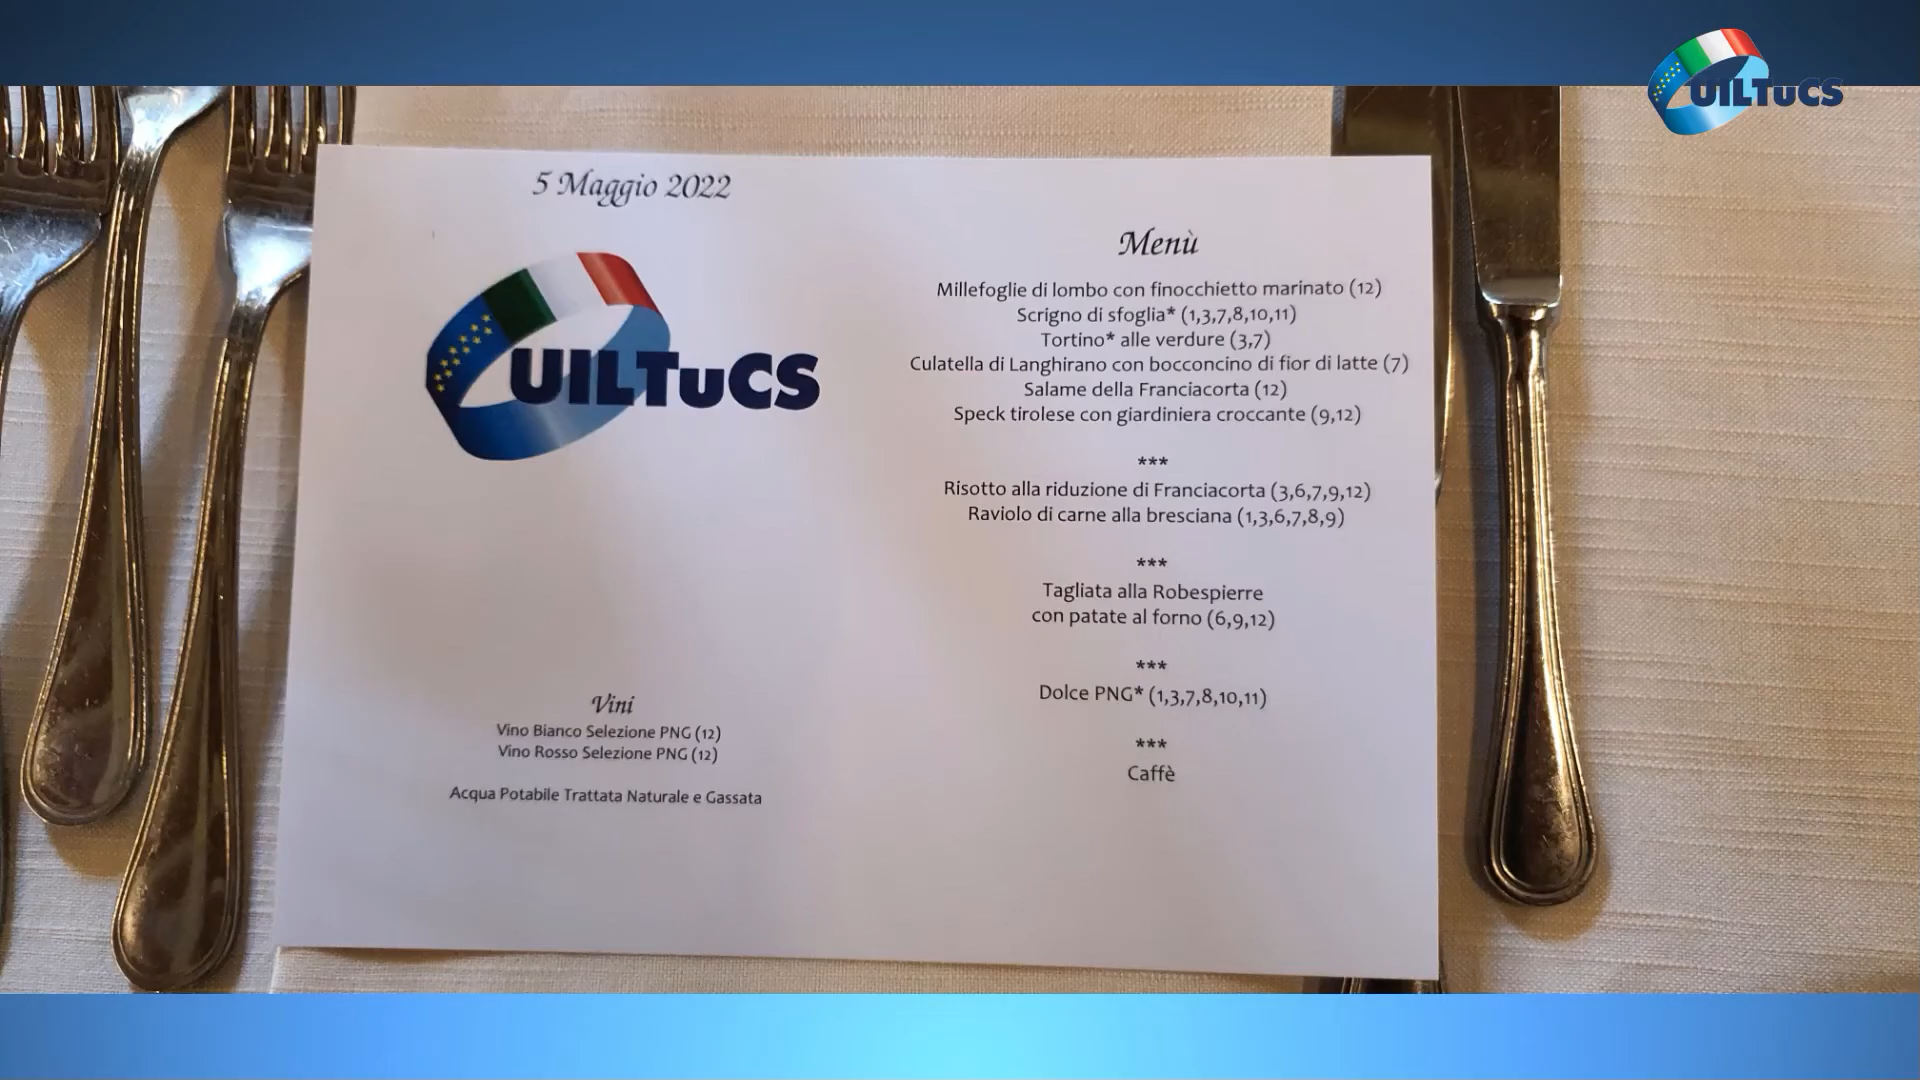 UILTuCS
5 Maggio 2022
UILTuCS
Vini
Vino Bianco Selezione PNG (12)
Vino Rosso Selezione PNG (12)
Acqua Potabile Trattata Naturale e Gassata
Menù
Millefoglie di lombo con finocchietto marinato (12)
Scrigno di sfoglia* (1,3,7,8,10,11)
Tortino* alle verdure (3,7)
Culatella di Langhirano con bocconcino di fior di latte (7)
Salame della Franciacorta (12)
Speck tirolese con giardiniera croccante (9,12)
***
Risotto alla riduzione di Franciacorta (3,6,7,9,12)
Raviolo di carne alla bresciana (1,3,6,7,8,9)
***
Tagliata alla Robespierre
con patate al forno (6,9,12)
***
Dolce PNG* (1,3,7,8,10,11)
***
Caffè